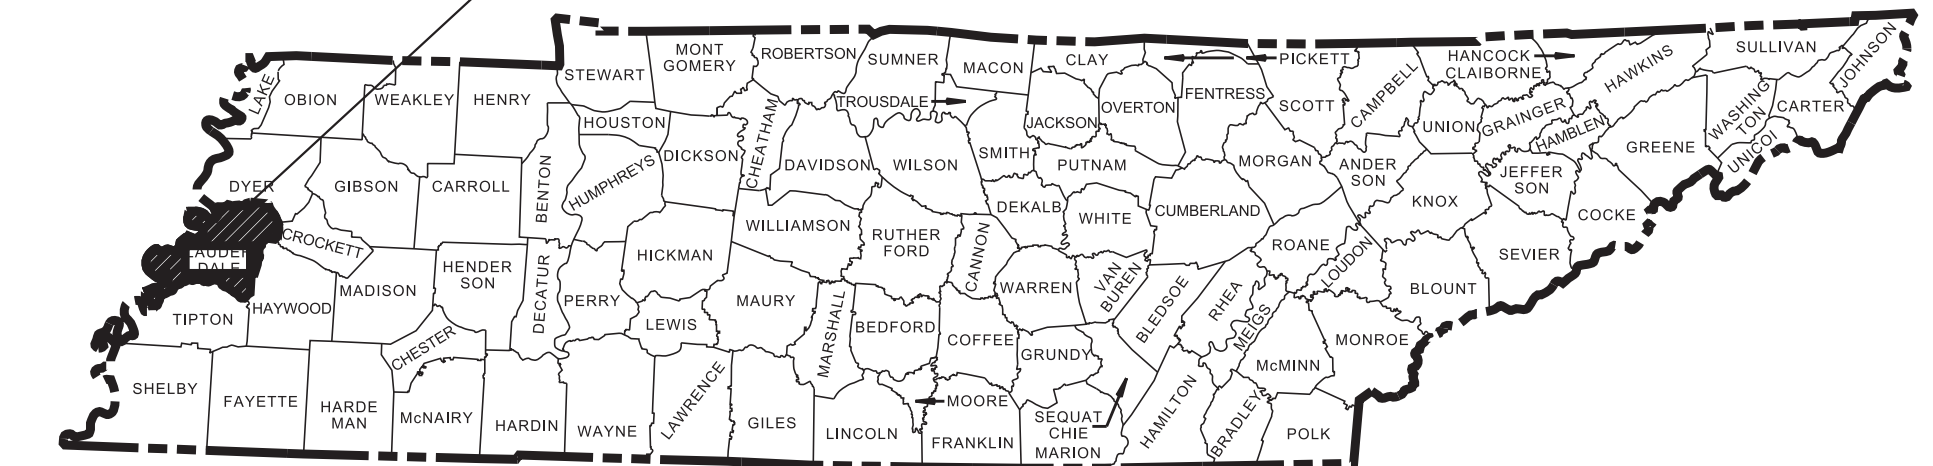 LAKE
OBION
WEAKLEY
HENRY
STEWART
MONT
GOMERY
ROBERTSON
SUMNER
MACON
CLAY
PICKETT
HANCOCK
CLAIBORNE
HAWKINS
SULLIVAN
JOHNSON
TROUSDALE
HOUSTON
CHEATHAM
JACKSON
OVERTON
FENTRESS
SCOTT
CAMPBELL
UNION
GRAINGER
HAMBLEN
WASHING
TON
CARTER
UNICOI
GREENE
DYER
GIBSON
CARROLL
BENTON
HUMPHREYS
DICKSON
DAVIDSON
WILSON
SMITH
PUTNAM
MORGAN
ANDER
SON
KNOX
JEFFER
SON
COCKE
LAUDER
DALE
CROCKETT
HENDER
SON
DECATUR
PERRY
HICKMAN
WILLIAMSON
RUTHER
FORD
CANNON
DEKALB
WHITE
CUMBERLAND
ROANE
LOUDON
SEVIER
BLOUNT
TIPTON
HAYWOOD
MADISON
CHESTER
LEWIS
MAURY
MARSHALL
BEDFORD
COFFEE
WARREN
VAN
BUREN
BLEDSOE
RHEA
MEIGS
MONROE
GRUNDY
McMINN
SHELBY
FAYETTE
HARDE
MAN
McNAIRY
HARDIN
WAYNE
LAWRENCE
GILES
LINCOLN
MOORE
FRANKLIN
SEQUAT
CHIE
MARION
HAMILTON
BRADLEY
POLK